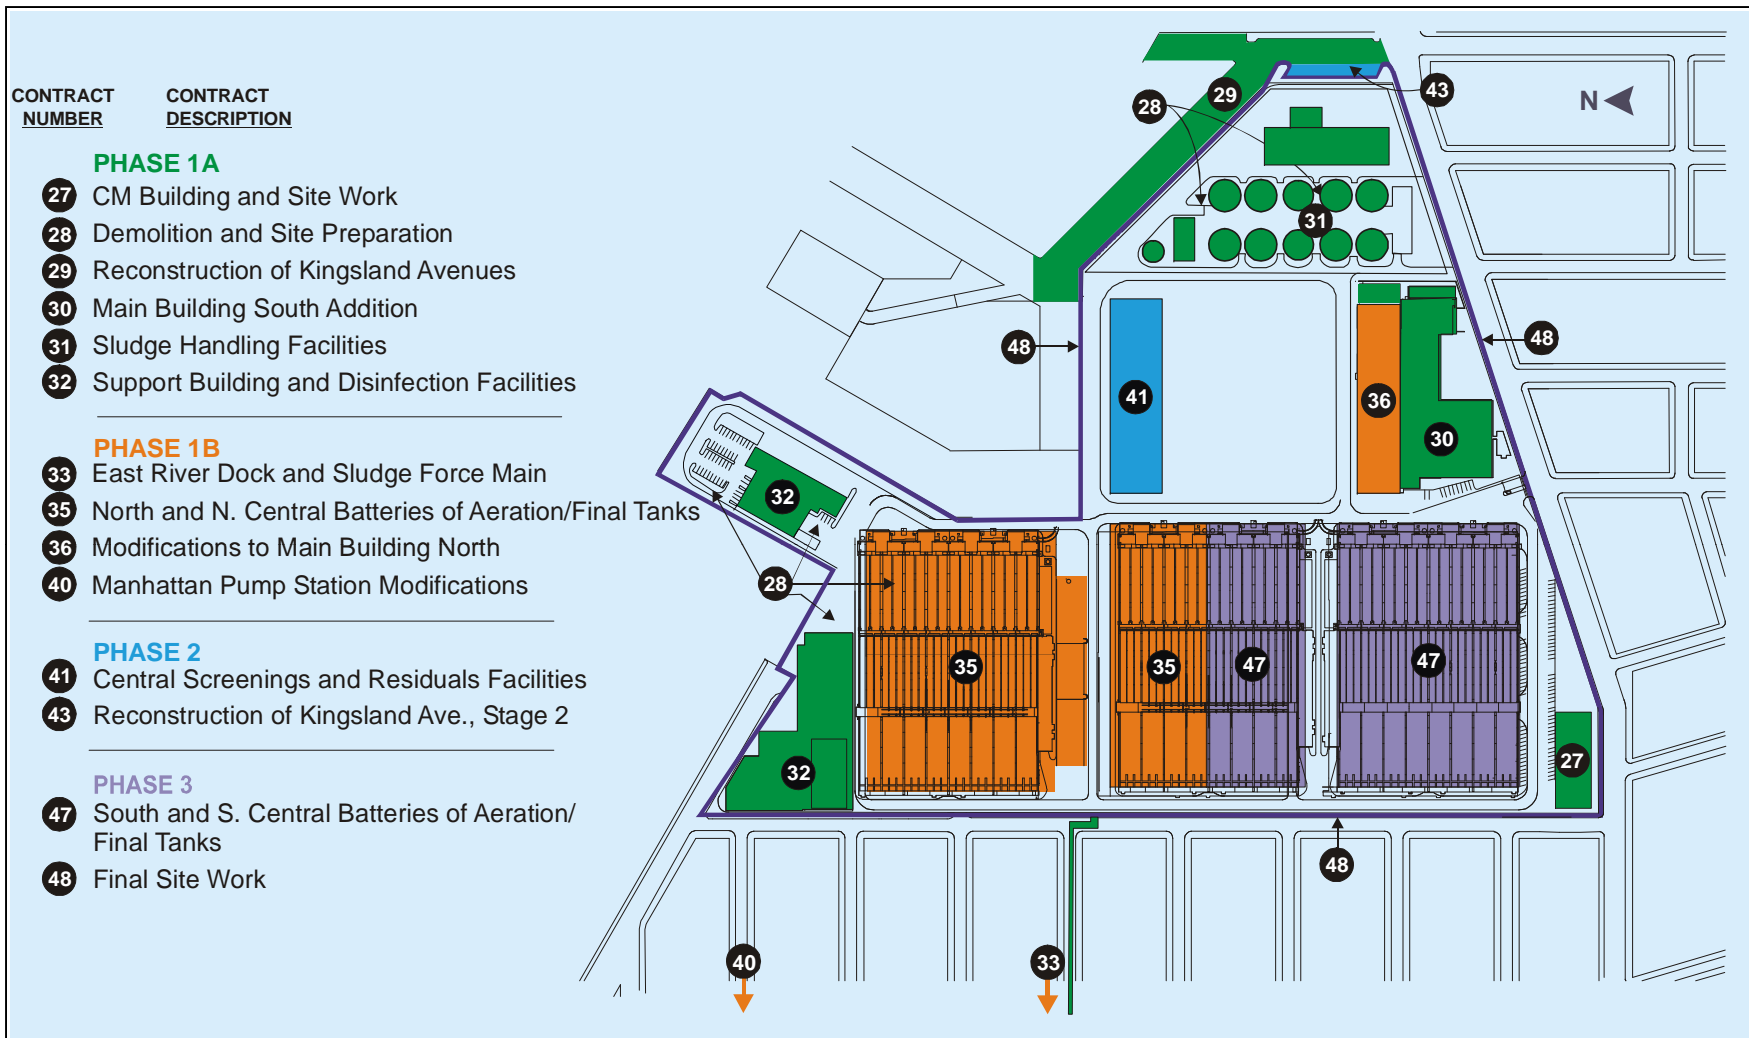 CONTRACT NUMBER
CONTRACT DESCRIPTION
PHASE 1A
27 CM Building and Site Work
28 Demolition and Site Preparation
29 Reconstruction of Kingsland Avenues
30 Main Building South Addition
31 Sludge Handling Facilities
32 Support Building and Disinfection Facilities
PHASE 1B
33 East River Dock and Sludge Force Main
35 North and N. Central Batteries of Aeration/Final Tanks
36 Modifications to Main Building North
40 Manhattan Pump Station Modifications
PHASE 2
41 Central Screenings and Residuals Facilities
43 Reconstruction of Kingsland Ave., Stage 2
PHASE 3
47 South and S. Central Batteries of Aeration/
Final Tanks
48 Final Site Work
29
28
43
N
31
48
48
41
36
30
32
28
35
35
47
47
32
27
48
40
33